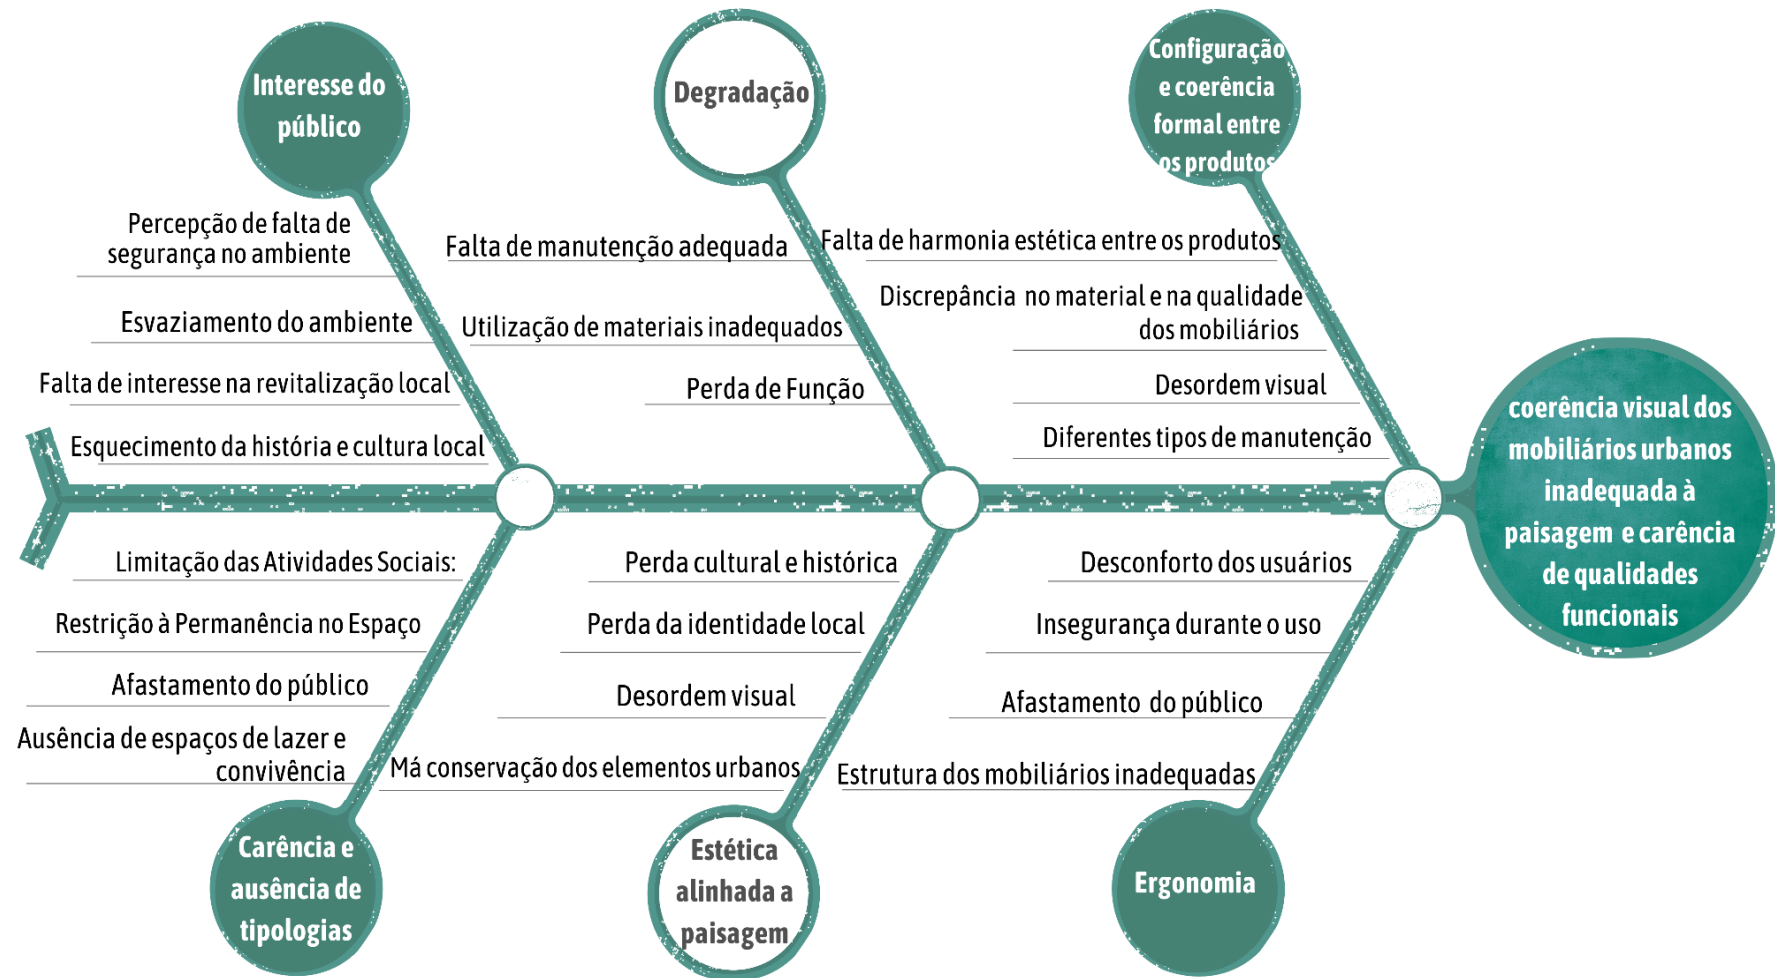 Interesse do
público
Percepção de falta de
segurança no ambiente
Esvaziamento do ambiente
Falta de interesse na revitalização local
Esquecimento da história e cultura local
Degradação
Falta de manutenção adequada
Utilização de materiais inadequados
Perda de Função
Configuração
e coerência
formal entre
os produtos
Falta de harmonia estética entre os produtos
Discrepância no material e na qualidade
dos mobiliários
Desordem visual
Diferentes tipos de manutenção
coerência visual dos
mobiliários urbanos
inadequada à
paisagem e carência
de qualidades
funcionais
Limitação das Atividades Sociais:
Restrição à Permanência no Espaço
Afastamento do público
Ausência de espaços de lazer e
convivência
Carência e
ausência de
tipologias
Perda cultural e histórica
Perda da identidade local
Desordem visual
Má conservação dos elementos urbanos
Estética
alinhada a
paisagem
Desconforto dos usuários
Insegurança durante o uso
Afastamento do público
Estrutura dos mobiliários inadequadas
Ergonomia